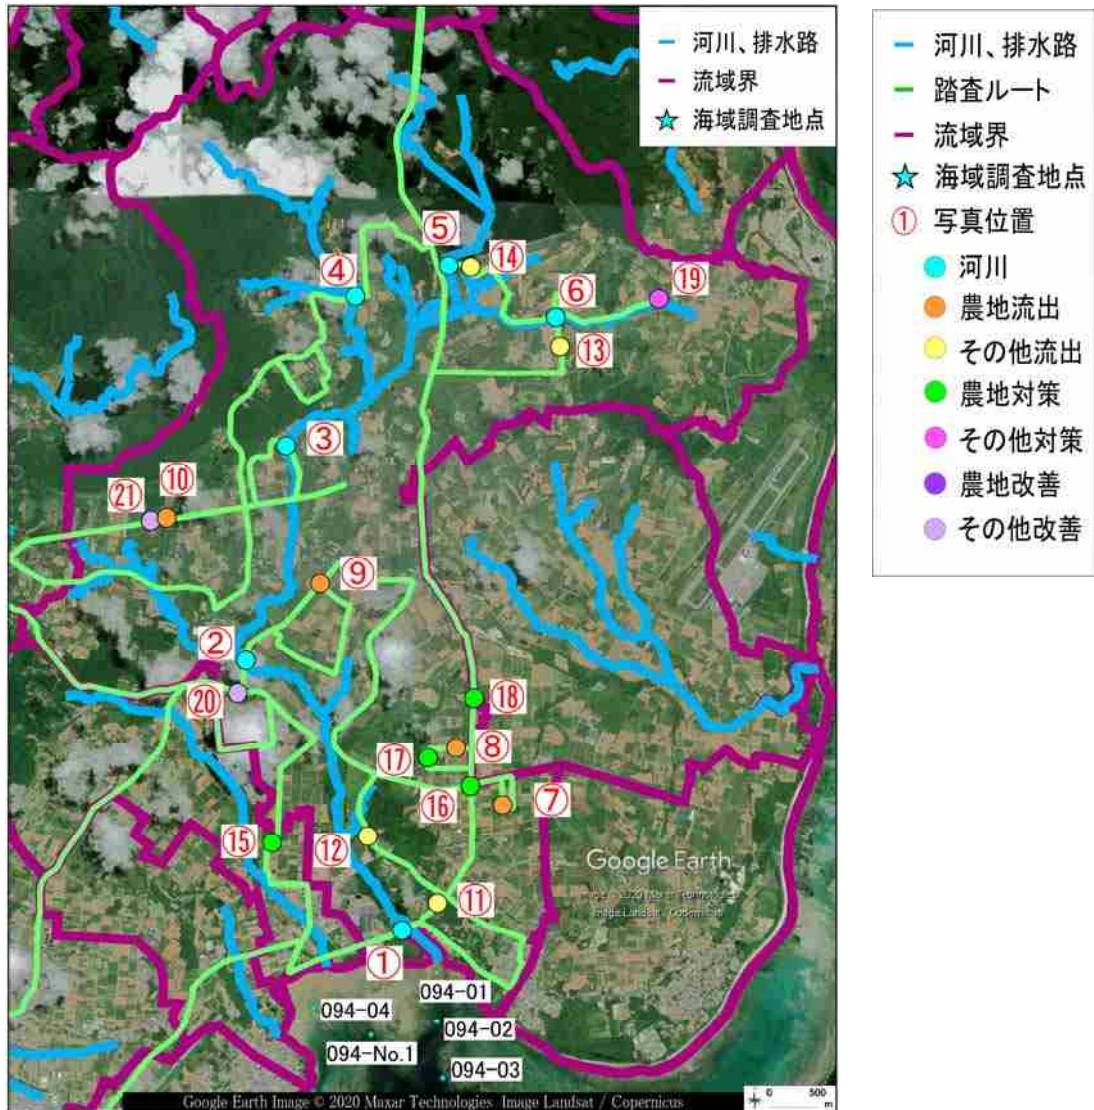 河川、排水路
流域界
海域調査地点
河川、排水路
踏査ルート
流域界
海域調査地点
① 写真位置
河川
農地流出
その他流出
農地対策
その他対策
農地改善
その他改善
⑤
⑭
④
⑥
⑲
⑬
③
㉑
⑩
⑨
②
⑳
⑱
⑰
⑧
⑯
⑦
⑮
⑫
⑪
①
Google Earth
094-01
094-04
094-02
094-No.1
094-03
Google Earth Image © 2020 Maxar Technologies Image Landsat / Copernicus
0 500
m